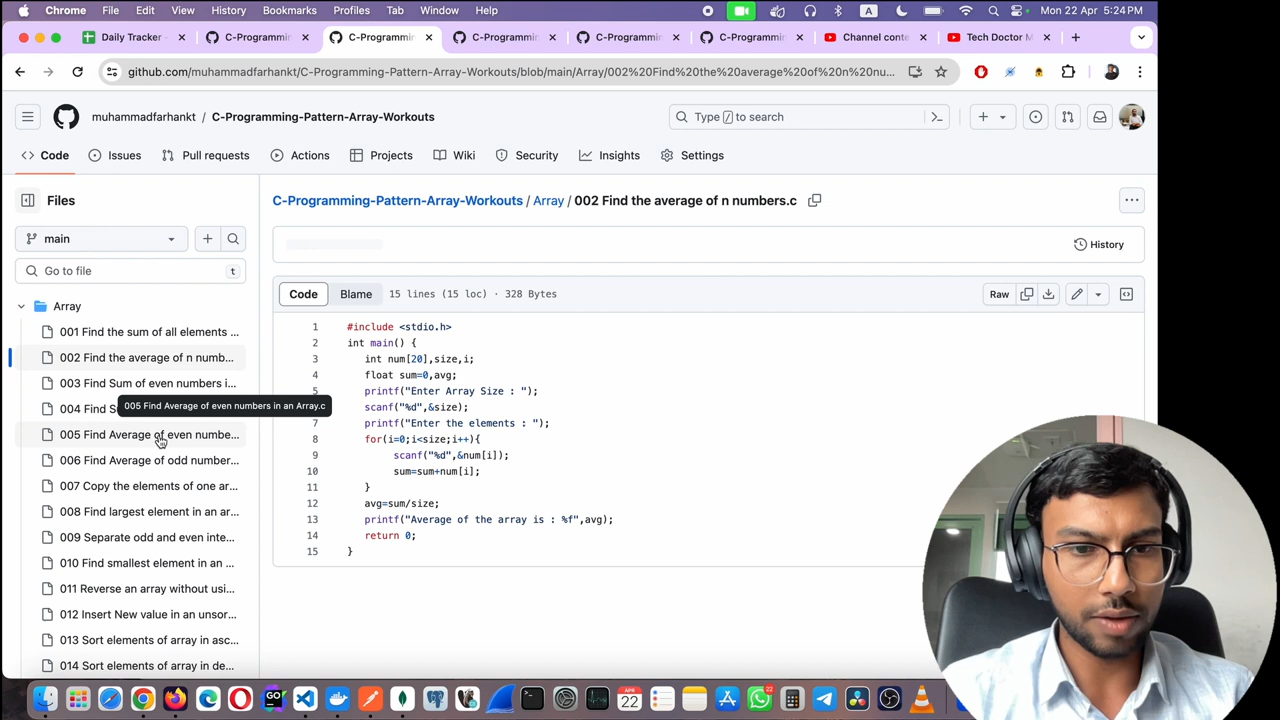 Chrome File Edit View History Bookmarks Profiles Tab Window Help
A Mon 22 Apr 5:24 PM
Daily Tracker - C-Programmin C-Programmin C-Programmin C-Programmin C-Programmin Channel conte Tech Doctor M
github.com/muhammadfarhankt/C-Programming-Pattern-Array-Workouts/blob/main/Array/002%20Find%20the%20average%20of%20n%20nu...
muhammadfarhankt / C-Programming-Pattern-Array-Workouts
Type / to search
Code Issues Pull requests Actions Projects Wiki Security Insights Settings
Files
main
Go to file t
Array
001 Find the sum of all elements ...
002 Find the average of n numb...
003 Find Sum of even numbers i...
004 Find S
005 Find Average of even numbers in an Array.c
005 Find Average of even numbe...
006 Find Average of odd number...
007 Copy the elements of one ar...
008 Find largest element in an ar...
009 Separate odd and even inte...
010 Find smallest element in an ...
011 Reverse an array without usi...
012 Insert New value in an unsor...
013 Sort elements of array in asc...
014 Sort elements of array in de...
C-Programming-Pattern-Array-Workouts / Array / 002 Find the average of n numbers.c
History
Code Blame 15 lines (15 loc) · 328 Bytes
Raw
1 #include <stdio.h>
2 int main() {
3 int num[20],size,i;
4 float sum=0,avg;
5 printf("Enter Array Size : ");
6 scanf("%d",&size);
7 printf("Enter the elements : ");
8 for(i=0;i<size;i++){
9 scanf("%d",&num[i]);
10 sum=sum+num[i];
11 }
12 avg=sum/size;
13 printf("Average of the array is : %f",avg);
14 return 0;
15 }
GO
APR
22